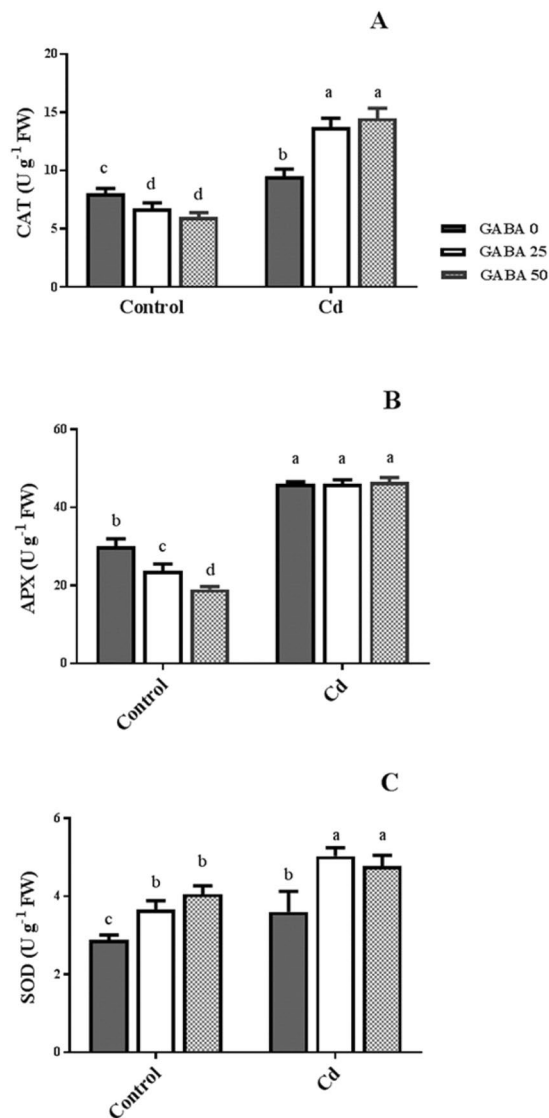 A
20
15
10
5
0
CAT (U g⁻¹ FW)
c
d
d
b
a
a
Control
Cd
GABA 0
GABA 25
GABA 50
B
60
40
20
0
APX (U g⁻¹ FW)
b
c
d
a
a
a
Control
Cd
C
6
4
2
0
SOD (U g⁻¹ FW)
c
b
b
b
a
a
Control
Cd